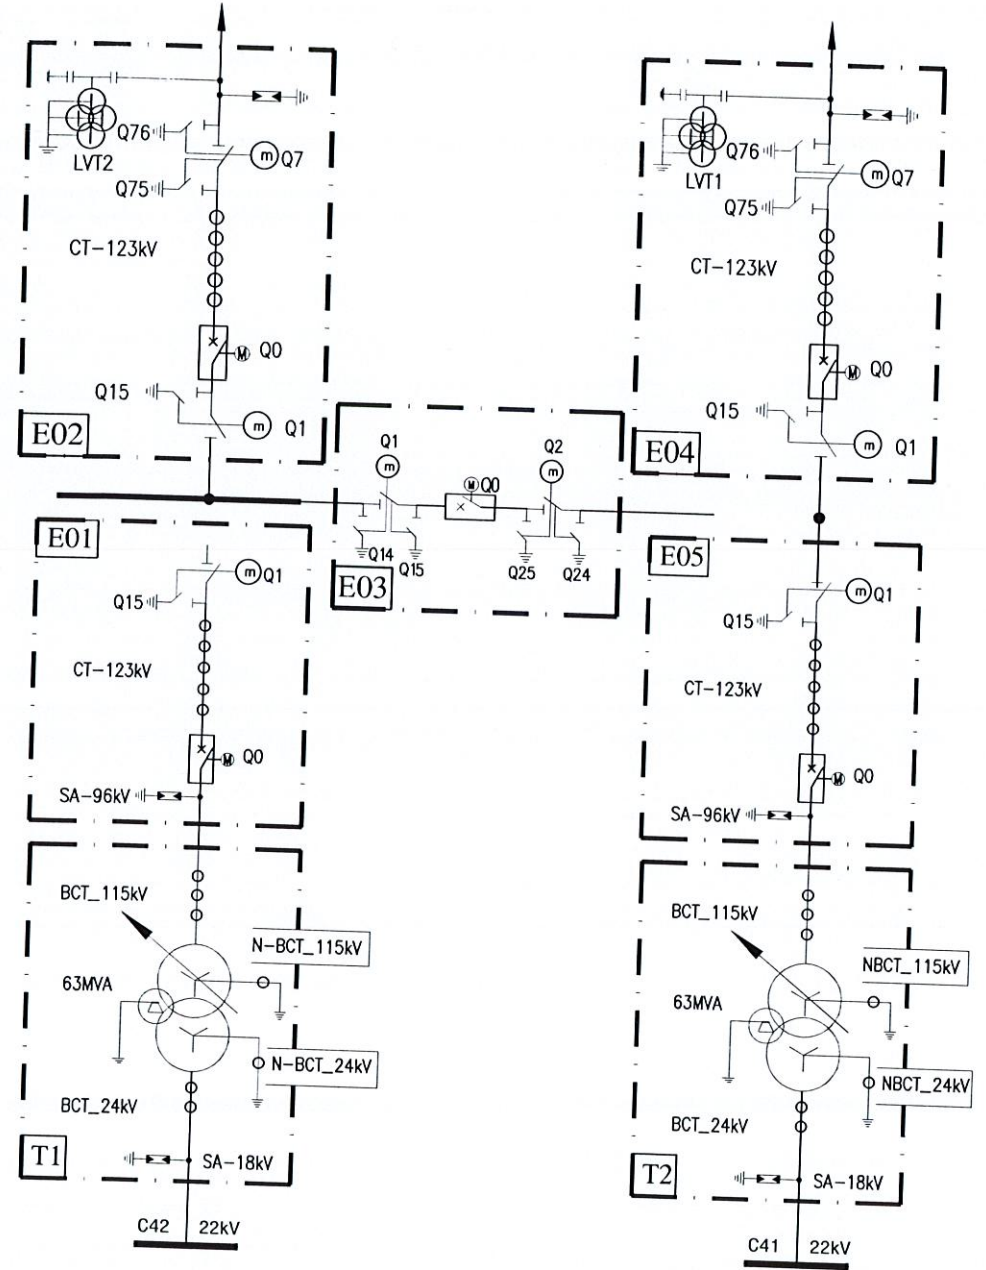 Q76
Q7
LVT2
Q75
CT-123kV
M
Q0
Q15
m
Q1
E02
Q76
m
Q7
LVT1
Q75
CT-123kV
M
Q0
Q15
m
Q1
E04
m
Q1
Q14
Q15
M
Q0
m
Q2
Q25
Q24
E03
E01
m
Q1
Q15
CT-123kV
M
Q0
SA-96kV
E05
m
Q1
Q15
CT-123kV
M
Q0
SA-96kV
BCT_115kV
N-BCT_115kV
63MVA
N-BCT_24kV
BCT_24kV
T1
SA-18kV
C42 22kV
BCT_115kV
NBCT_115kV
63MVA
NBCT_24kV
BCT_24kV
T2
SA-18kV
C41 22kV
m